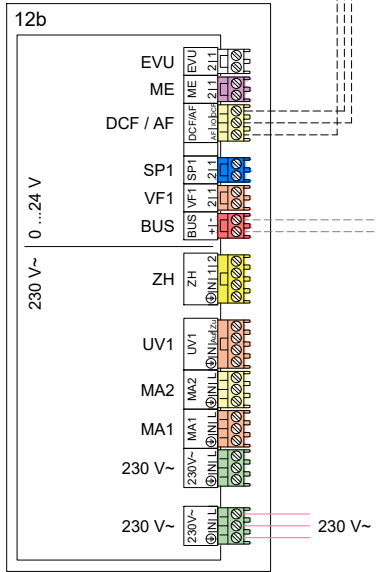 12b
EVU EVU 2|1
ME ME 2|1
DCF / AF DCF/AF AF|0|DCF
SP1 SP1 2|1
VF1 VF1 2|1
BUS BUS + -
0 ...24 V
230 V~
ZH ZH N|1|2
UV1 UV1 N|Auf|Zu
MA2 MA2 N|L
MA1 MA1 N|L
230 V~ 230V~ N|L
230 V~ 230V~ N|L 230 V~